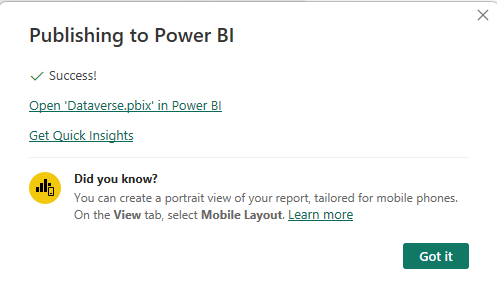 Publishing to Power BI
Success!
Open 'Dataverse.pbix' in Power BI
Get Quick Insights
Did you know?
You can create a portrait view of your report, tailored for mobile phones.
On the View tab, select Mobile Layout. Learn more
Got it